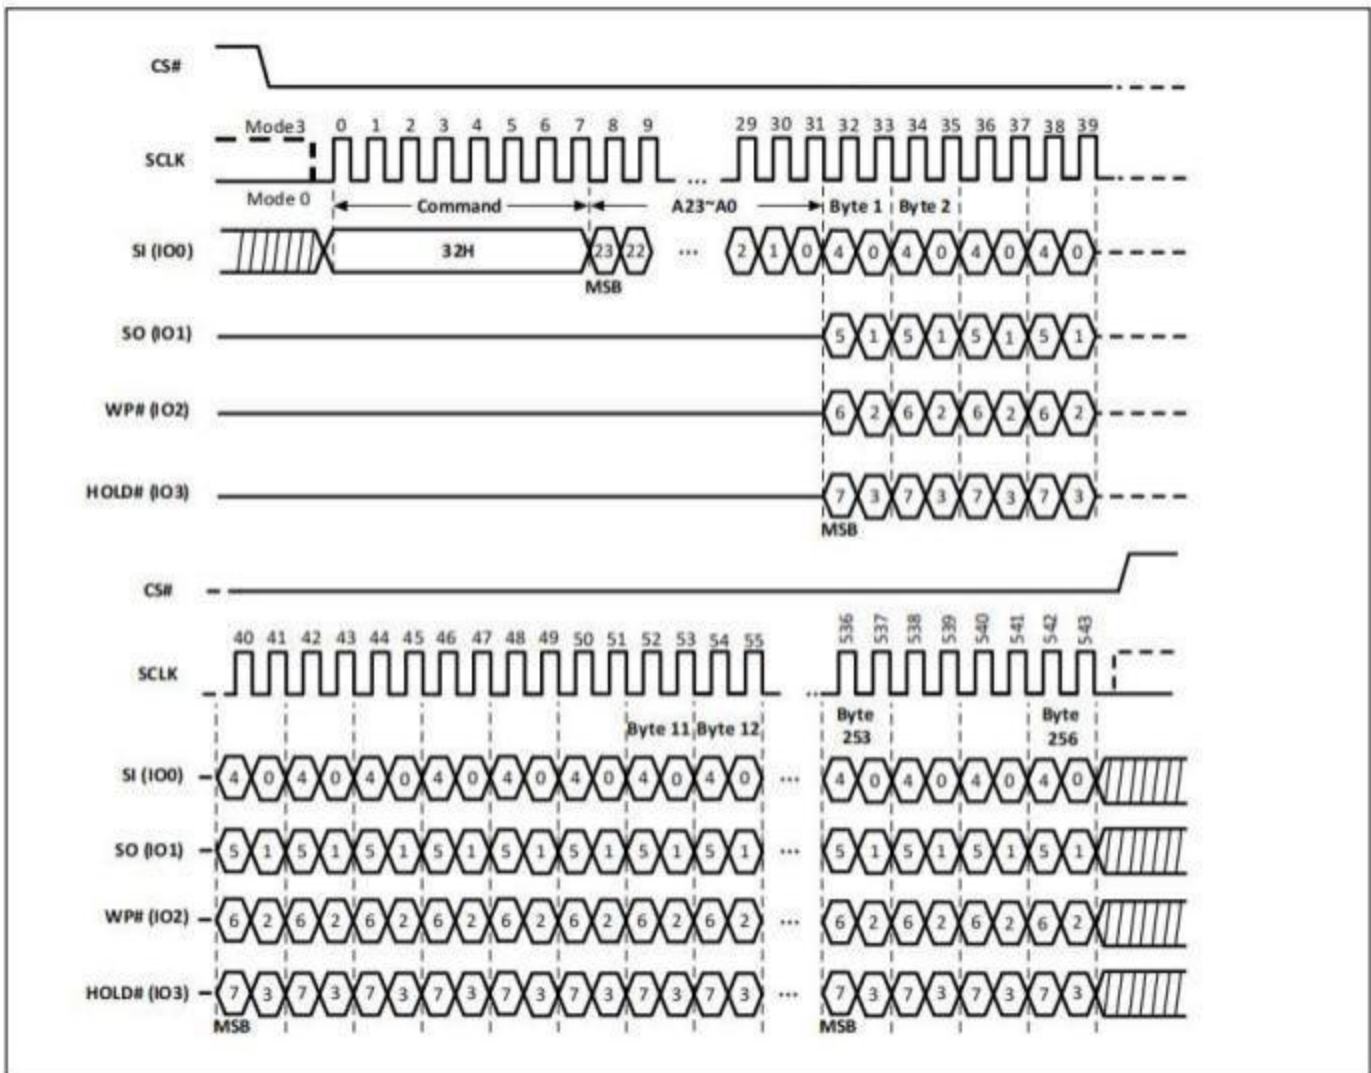 CS#
Mode3 0 1 2 3 4 5 6 7 8 9 29 30 31 32 33 34 35 36 37 38 39
SCLK ...
Mode 0 Command A23~A0 Byte 1 Byte 2
SI (IO0) 32H 23 22 ... 2 1 0 4 0 4 0 4 0 4 0
MSB
SO (IO1) 5 1 5 1 5 1 5 1
WP# (IO2) 6 2 6 2 6 2 6 2
HOLD# (IO3) 7 3 7 3 7 3 7 3
MSB
CS#
40 41 42 43 44 45 46 47 48 49 50 51 52 53 54 55 536 537 538 539 540 541 542 543
SCLK ...
Byte 11 Byte 12 Byte 253 Byte 256
SI (IO0) 4 0 4 0 4 0 4 0 4 0 4 0 4 0 4 0 ... 4 0 4 0 4 0 4 0
SO (IO1) 5 1 5 1 5 1 5 1 5 1 5 1 5 1 5 1 ... 5 1 5 1 5 1 5 1
WP# (IO2) 6 2 6 2 6 2 6 2 6 2 6 2 6 2 6 2 ... 6 2 6 2 6 2 6 2
HOLD# (IO3) 7 3 7 3 7 3 7 3 7 3 7 3 7 3 7 3 ... 7 3 7 3 7 3 7 3
MSB MSB